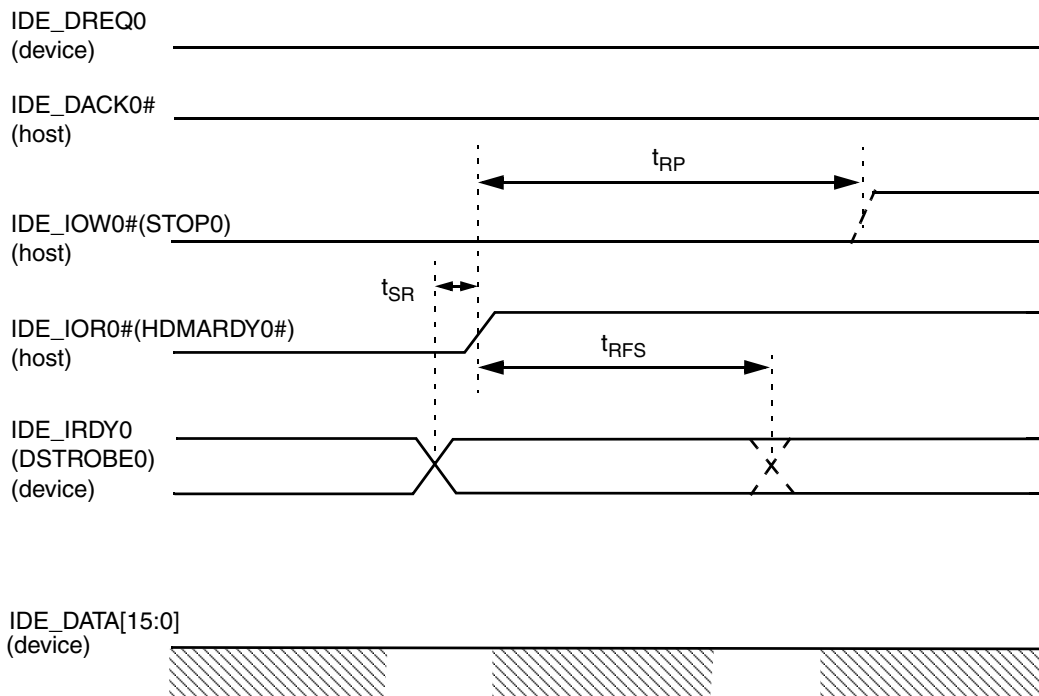 IDE_DREQ0
(device)
IDE_DACK0#
(host)
tRP
IDE_IOW0#(STOP0)
(host)
tSR
IDE_IOR0#(HDMARDY0#)
(host)
tRFS
IDE_IRDY0
(DSTROBE0)
(device)
IDE_DATA[15:0]
(device)